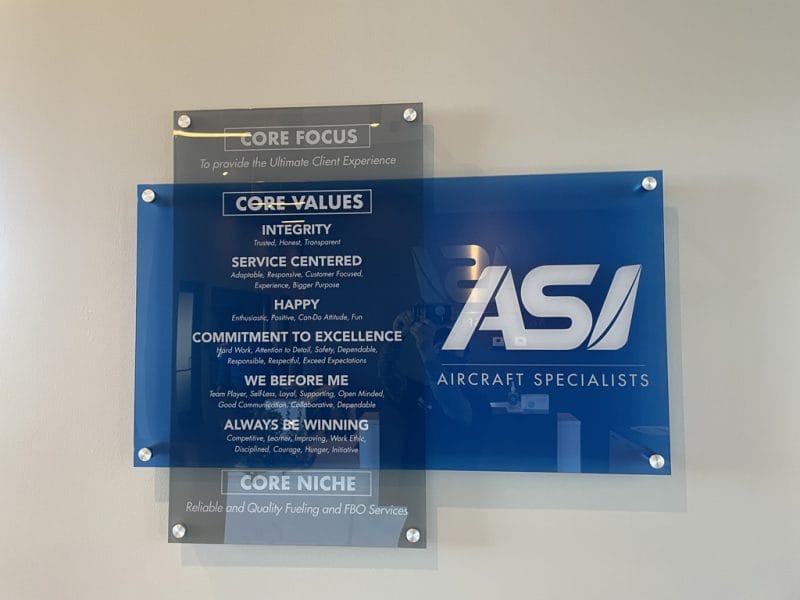 CORE FOCUS
To provide the Ultimate Client Experience
CORE VALUES
INTEGRITY
Trusted, Honest, Transparent
SERVICE CENTERED
Adaptable, Responsive, Customer Focused,
Experience, Bigger Purpose
HAPPY
Enthusiastic, Positive, Can-Do Attitude, Fun
COMMITMENT TO EXCELLENCE
Hard Work, Attention to Detail, Safety, Dependable,
Responsible, Respectful, Exceed Expectations
WE BEFORE ME
Team Player, Self-Less, Loyal, Supporting, Open Minded,
Good Communication, Collaborative, Dependable
ALWAYS BE WINNING
Competitive, Learner, Improving, Work Ethic,
Disciplined, Courage, Hunger, Initiative
CORE NICHE
Reliable and Quality Fueling and FBO Services
ASI
AIRCRAFT SPECIALISTS